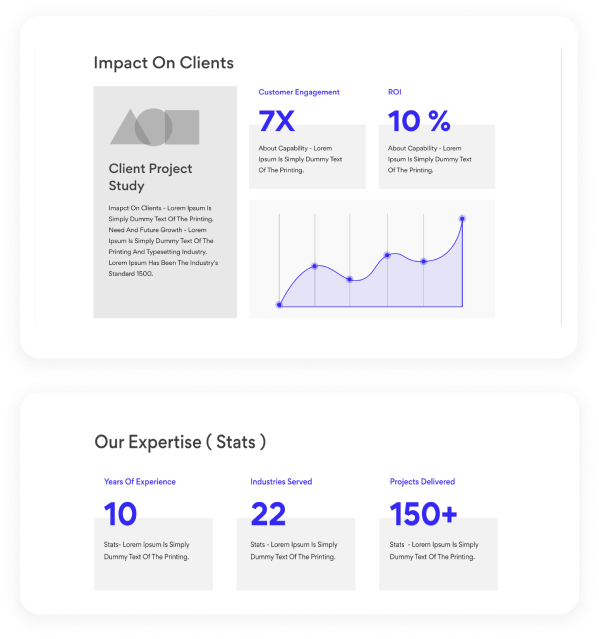 Impact On Clients
Client Project
Study
Imapct On Clients - Lorem Ipsum Is
Simply Dummy Text Of The Printing.
Need And Future Growth - Lorem
Ipsum Is Simply Dummy Text Of The
Printing And Typesetting Industry.
Lorem Ipsum Has Been The Industry's
Standard 1500.
Customer Engagement
7X
About Capability - Lorem
Ipsum Is Simply Dummy Text
Of The Printing.
ROI
10 %
About Capability - Lorem
Ipsum Is Simply Dummy Text
Of The Printing.
Our Expertise ( Stats )
Years Of Experience
10
Stats- Lorem Ipsum Is Simply
Dummy Text Of The Printing.
Industries Served
22
Stats - Lorem Ipsum Is Simply
Dummy Text Of The Printing.
Projects Delivered
150+
Stats - Lorem Ipsum Is Simply
Dummy Text Of The Printing.